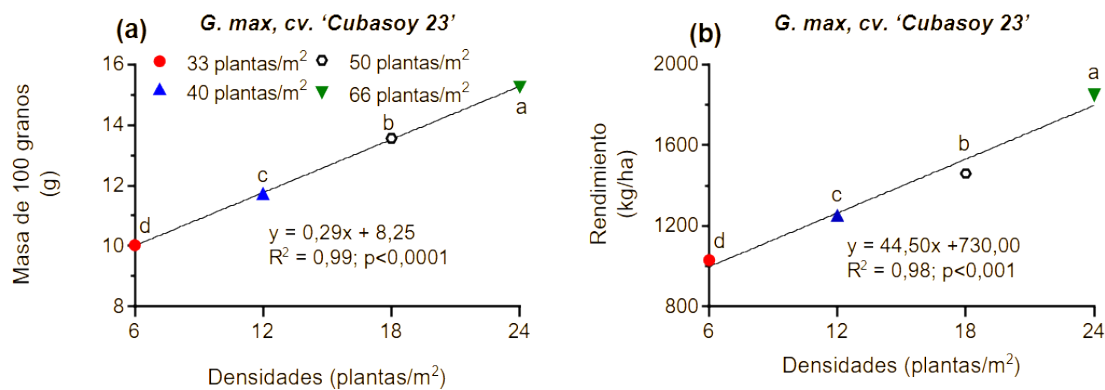 (a)
G. max, cv. ‘Cubasoy 23’
33 plantas/m²
50 plantas/m²
40 plantas/m²
66 plantas/m²
Masa de 100 granos
(g)
16
14
12
10
8
d
c
b
a
y = 0,29x + 8,25
R² = 0,99; p<0,0001
6
12
18
24
Densidades (plantas/m²)
(b)
G. max, cv. ‘Cubasoy 23’
Rendimiento
(kg/ha)
2000
1600
1200
800
d
c
b
a
y = 44,50x +730,00
R² = 0,98; p<0,001
6
12
18
24
Densidades (plantas/m²)